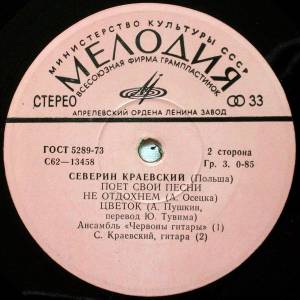 МИНИСТЕРСТВО КУЛЬТУРЫ СССР
МЕЛОДИЯ
ВСЕСОЮЗНАЯ ФИРМА ГРАМПЛАСТИНОК
СТЕРЕО
33
АПРЕЛЕВСКИЙ ОРДЕНА ЛЕНИНА ЗАВОД
ГОСТ 5289-73
2 сторона
С62—13458
Гр. 3. 0-85
СЕВЕРИН КРАЕВСКИЙ (Польша)
ПОЕТ СВОИ ПЕСНИ
НЕ ОТДОХНЕМ (А. Осецка)
ЦВЕТОК (А. Пушкин,
перевод Ю. Тувима)
Ансамбль «Червоны гитары» (1)
С. Краевский, гитара (2)